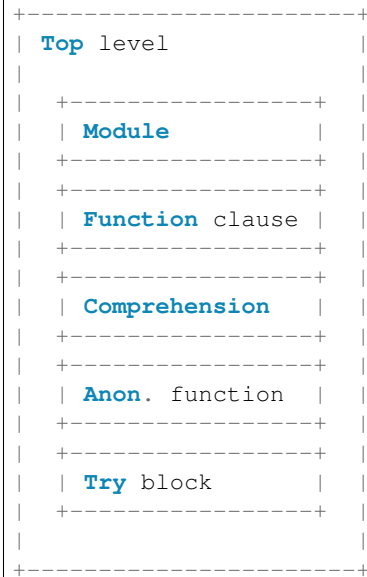 +------------------------+
| Top level              |
|                        |
|   +-----------------+  |
|   | Module          |  |
|   +-----------------+  |
|   +-----------------+  |
|   | Function clause |  |
|   +-----------------+  |
|   +-----------------+  |
|   | Comprehension   |  |
|   +-----------------+  |
|   +-----------------+  |
|   | Anon. function  |  |
|   +-----------------+  |
|   +-----------------+  |
|   | Try block       |  |
|   +-----------------+  |
|                        |
+------------------------+